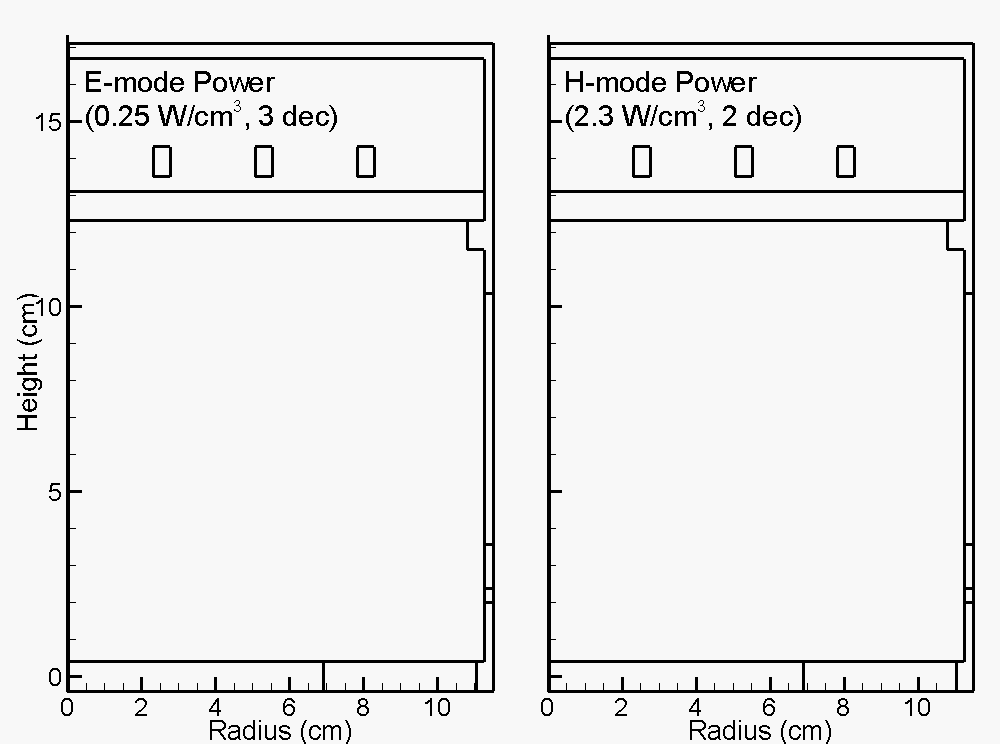 E-mode Power
(0.25 W/cm³, 3 dec)
15
10
5
0
Height (cm)
0 2 4 6 8 10
Radius (cm)
H-mode Power
(2.3 W/cm³, 2 dec)
0 2 4 6 8 10
Radius (cm)